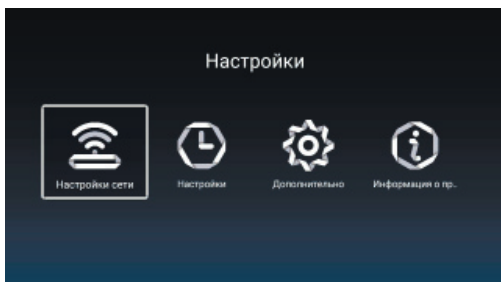 Настройки
Настройки сети
Настройки
Дополнительно
Информация о пр..